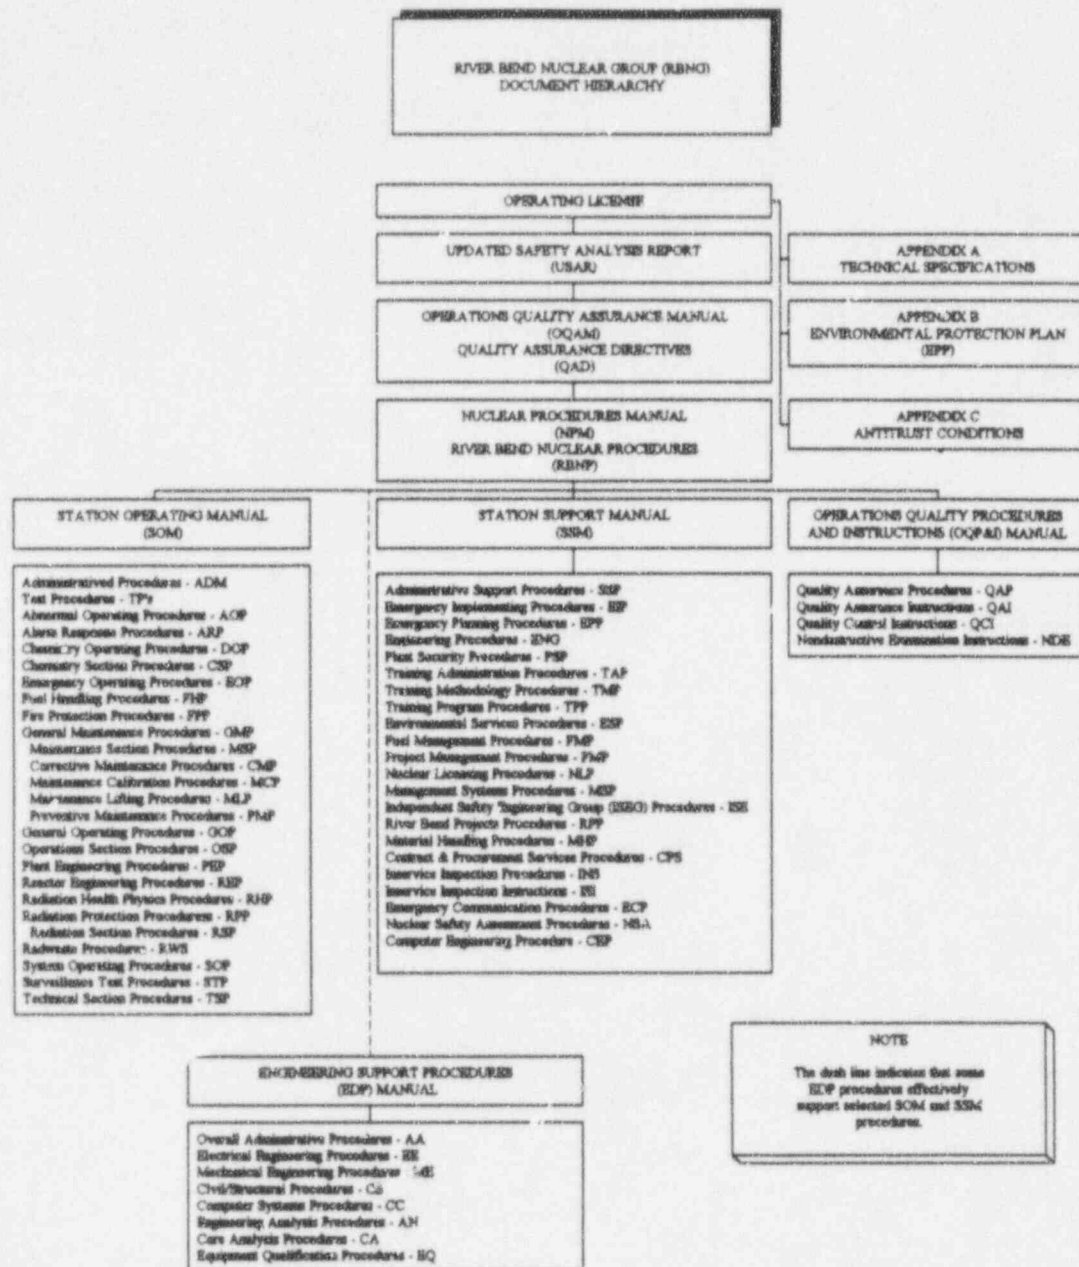 RIVER BEND NUCLEAR GROUP (RBNG)
DOCUMENT HIERARCHY
OPERATING LICENSE
UPDATED SAFETY ANALYSIS REPORT
(USAR)
OPERATIONS QUALITY ASSURANCE MANUAL
(OQAM)
QUALITY ASSURANCE DIRECTIVES
(QAD)
NUCLEAR PROCEDURES MANUAL
(NPM)
RIVER BEND NUCLEAR PROCEDURES
(RBNP)
APPENDIX A
TECHNICAL SPECIFICATIONS
APPENDIX B
ENVIRONMENTAL PROTECTION PLAN
(EPP)
APPENDIX C
ANTITRUST CONDITIONS
STATION OPERATING MANUAL
(SOM)
Administratived Procedures - ADM
Test Procedures - TP's
Abnormal Operating Procedures - AOP
Alarm Response Procedures - ARP
Chemistry Operating Procedures - DOP
Chemistry Section Procedures - CSP
Emergency Operating Procedures - EOP
Fuel Handling Procedures - FHP
Fire Protection Procedures - FPP
General Maintenance Procedures - GMP
Maintenance Section Procedures - MSP
Corrective Maintenance Procedures - CMP
Maintenance Calibration Procedures - MCP
Maintenance Lifting Procedures - MLP
Preventive Maintenance Procedures - PMP
General Operating Procedures - GOP
Operations Section Procedures - OSP
Plant Engineering Procedures - PEP
Reactor Engineering Procedures - REP
Radiation Health Physics Procedures - RHP
Radiation Protection Procedures - RPP
Radiation Section Procedures - RSP
Radwaste Procedures - RWS
System Operating Procedures - SOP
Surveillance Test Procedures - STP
Technical Section Procedures - TSP
STATION SUPPORT MANUAL
(SSM)
Administrative Support Procedures - SSP
Emergency Implementing Procedures - EIP
Emergency Planning Procedures - EPP
Engineering Procedures - ENG
Plant Security Procedures - PSP
Training Administration Procedures - TAP
Training Methodology Procedures - TMP
Training Program Procedures - TPP
Environmental Services Procedures - ESP
Fuel Management Procedures - FMP
Project Management Procedures - PMP
Nuclear Licensing Procedures - NLP
Management Systems Procedures - MSP
Independent Safety Engineering Group (ISEG) Procedures - ISE
River Bend Projects Procedures - RPP
Material Handling Procedures - MHP
Contract & Procurement Services Procedures - CPS
Inservice Inspection Procedures - INS
Inservice Inspection Instructions - ISI
Emergency Communication Procedures - ECP
Nuclear Safety Assessment Procedures - NSA
Computer Engineering Procedure - CEP
OPERATIONS QUALITY PROCEDURES
AND INSTRUCTIONS (OQP&I) MANUAL
Quality Assurance Procedures - QAP
Quality Assurance Instructions - QAI
Quality Control Instructions - QCI
Nondestructive Examination Instructions - NDE
ENGINEERING SUPPORT PROCEDURES
(EDP) MANUAL
Overall Administrative Procedures - AA
Electrical Engineering Procedures - EE
Mechanical Engineering Procedures - ME
Civil/Structural Procedures - CS
Computer Systems Procedures - CC
Engineering Analysis Procedures - AN
Core Analysis Procedures - CA
Equipment Qualification Procedures - EQ
NOTE
The dash line indicates that some
EDP procedures effectively
support selected SOM and SSM
procedures.